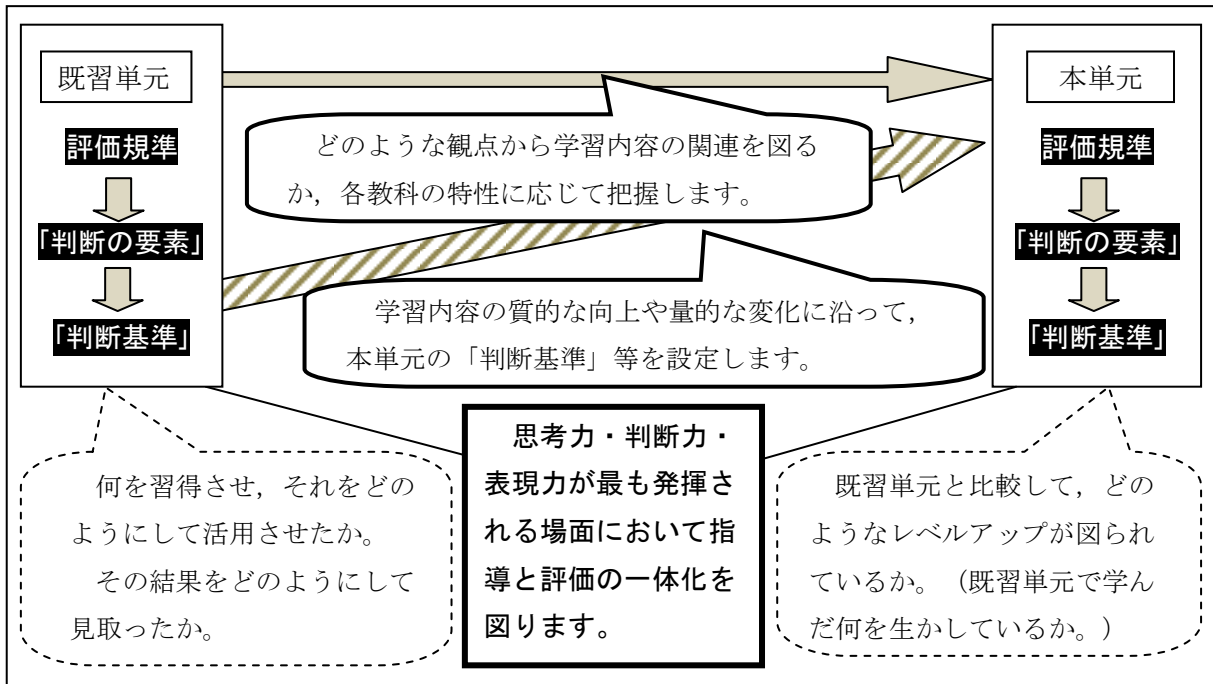 既習単元
評価規準
「判断の要素」
「判断基準」
どのような観点から学習内容の関連を図る
か，各教科の特性に応じて把握します。
学習内容の質的な向上や量的な変化に沿って，
本単元の「判断基準」等を設定します。
本単元
評価規準
「判断の要素」
「判断基準」
何を習得させ，それをどの
ようにして活用させたか。
その結果をどのようにして
見取ったか。
思考力・判断力・
表現力が最も発揮さ
れる場面において指
導と評価の一体化を
図ります。
既習単元と比較して，どの
ようなレベルアップが図られ
ているか。（既習単元で学ん
だ何を生かしているか。）